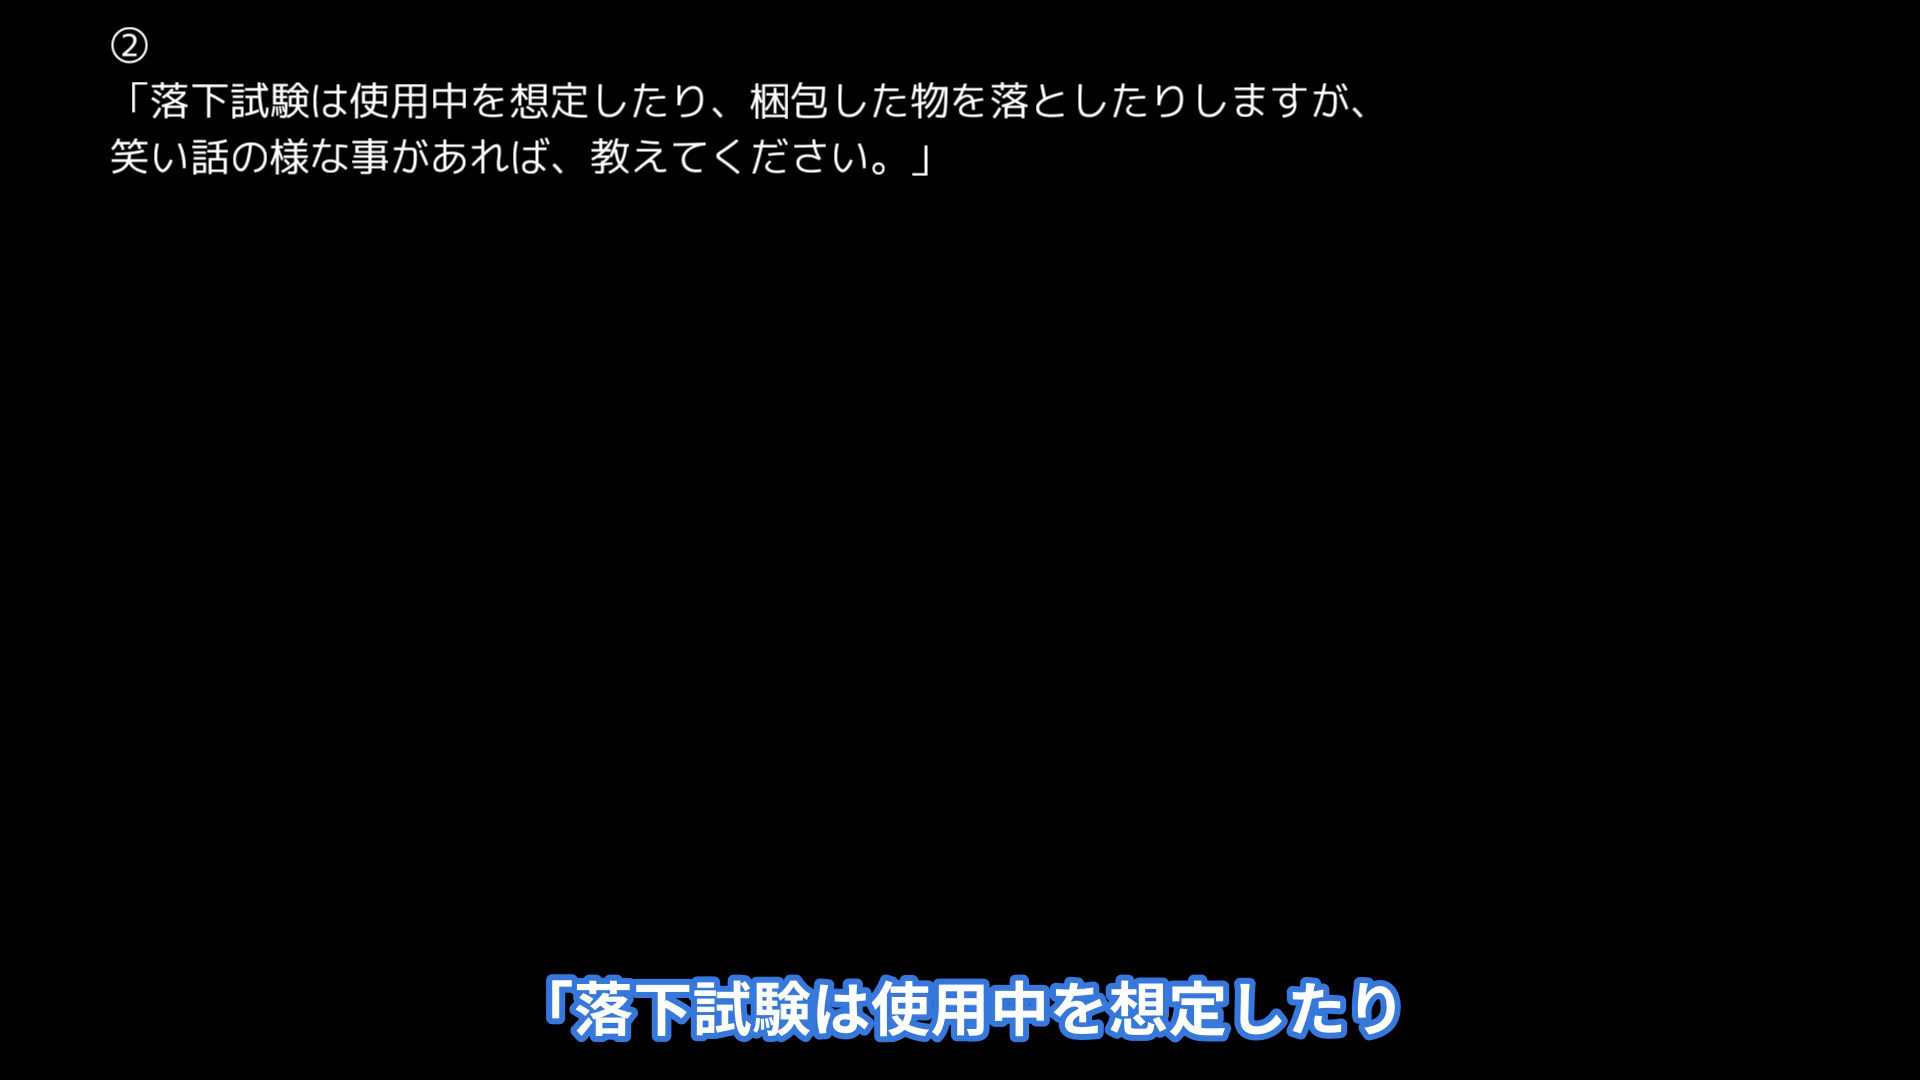 ②
「落下試験は使用中を想定したり、梱包した物を落としたりしますが、
笑い話の様な事があれば、教えてください。」
「落下試験は使用中を想定したり